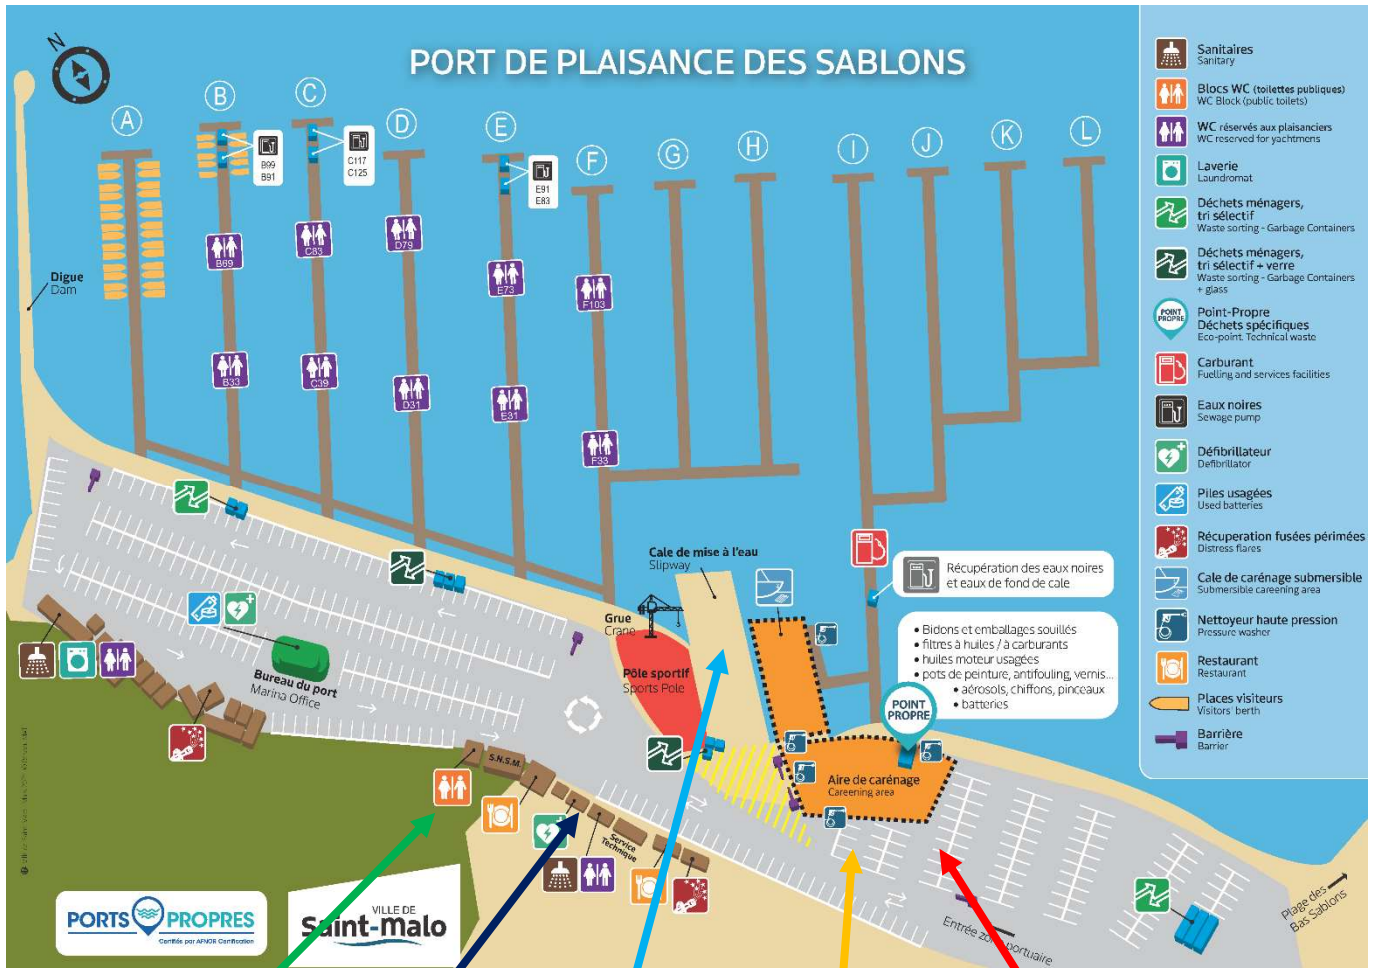 N
PORT DE PLAISANCE DES SABLONS
A
B
C
D
E
F
G
H
I
J
K
L
B99
B91
C117
C125
E91
E83
B69
C83
D79
E73
F103
B33
C39
D31
E31
F33
Digue
Dam
Cale de mise à l'eau
Slipway
Grue
Crane
Pôle sportif
Sports Pole
Récupération des eaux noires
et eaux de fond de cale
• Bidons et emballages souillés
• filtres à huiles / à carburants
• huiles moteur usagées
• pots de peinture, antifouling, vernis...
• aérosols, chiffons, pinceaux
• batteries
POINT
PROPRE
Aire de carénage
Careening area
Bureau du port
Marina Office
S.N.S.M.
Service
Technique
Entrée zone portuaire
Plage des
Bas Sablons
PORTS PROPRES
Certifiés par AFNOR Certification
VILLE DE
Saint-malo
Sanitaires
Sanitary
Blocs WC (toilettes publiques)
WC Block (public toilets)
WC réservés aux plaisanciers
WC reserved for yachtmens
Laverie
Laundromat
Déchets ménagers,
tri sélectif
Waste sorting - Garbage Containers
Déchets ménagers,
tri sélectif + verre
Waste sorting - Garbage Containers
+ glass
POINT
PROPRE
Point-Propre
Déchets spécifiques
Eco-point. Technical waste
Carburant
Fuelling and services facilities
Eaux noires
Sewage pump
Défibrillateur
Defibrillator
Piles usagées
Used batteries
Récuperation fusées périmées
Distress flares
Cale de carénage submersible
Submersible careening area
Nettoyeur haute pression
Pressure washer
Restaurant
Restaurant
Places visiteurs
Visitors' berth
Barrière
Barrier